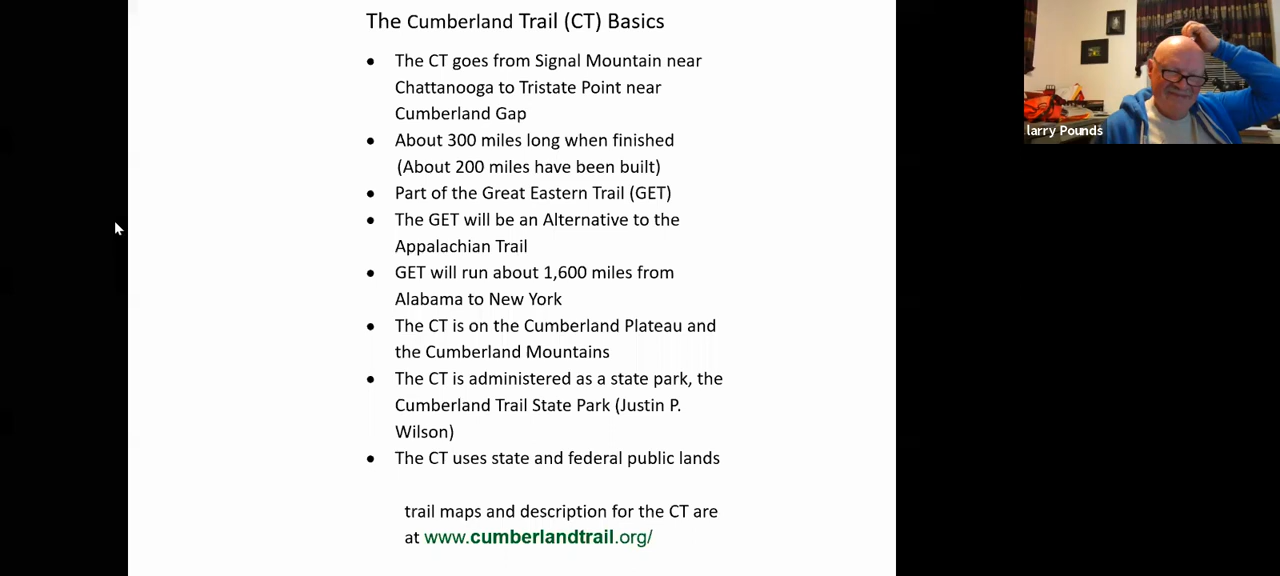 The Cumberland Trail (CT) Basics
• The CT goes from Signal Mountain near
Chattanooga to Tristate Point near
Cumberland Gap
• About 300 miles long when finished
(About 200 miles have been built)
• Part of the Great Eastern Trail (GET)
• The GET will be an Alternative to the
Appalachian Trail
• GET will run about 1,600 miles from
Alabama to New York
• The CT is on the Cumberland Plateau and
the Cumberland Mountains
• The CT is administered as a state park, the
Cumberland Trail State Park (Justin P.
Wilson)
• The CT uses state and federal public lands
trail maps and description for the CT are
at www.cumberlandtrail.org/
larry Pounds